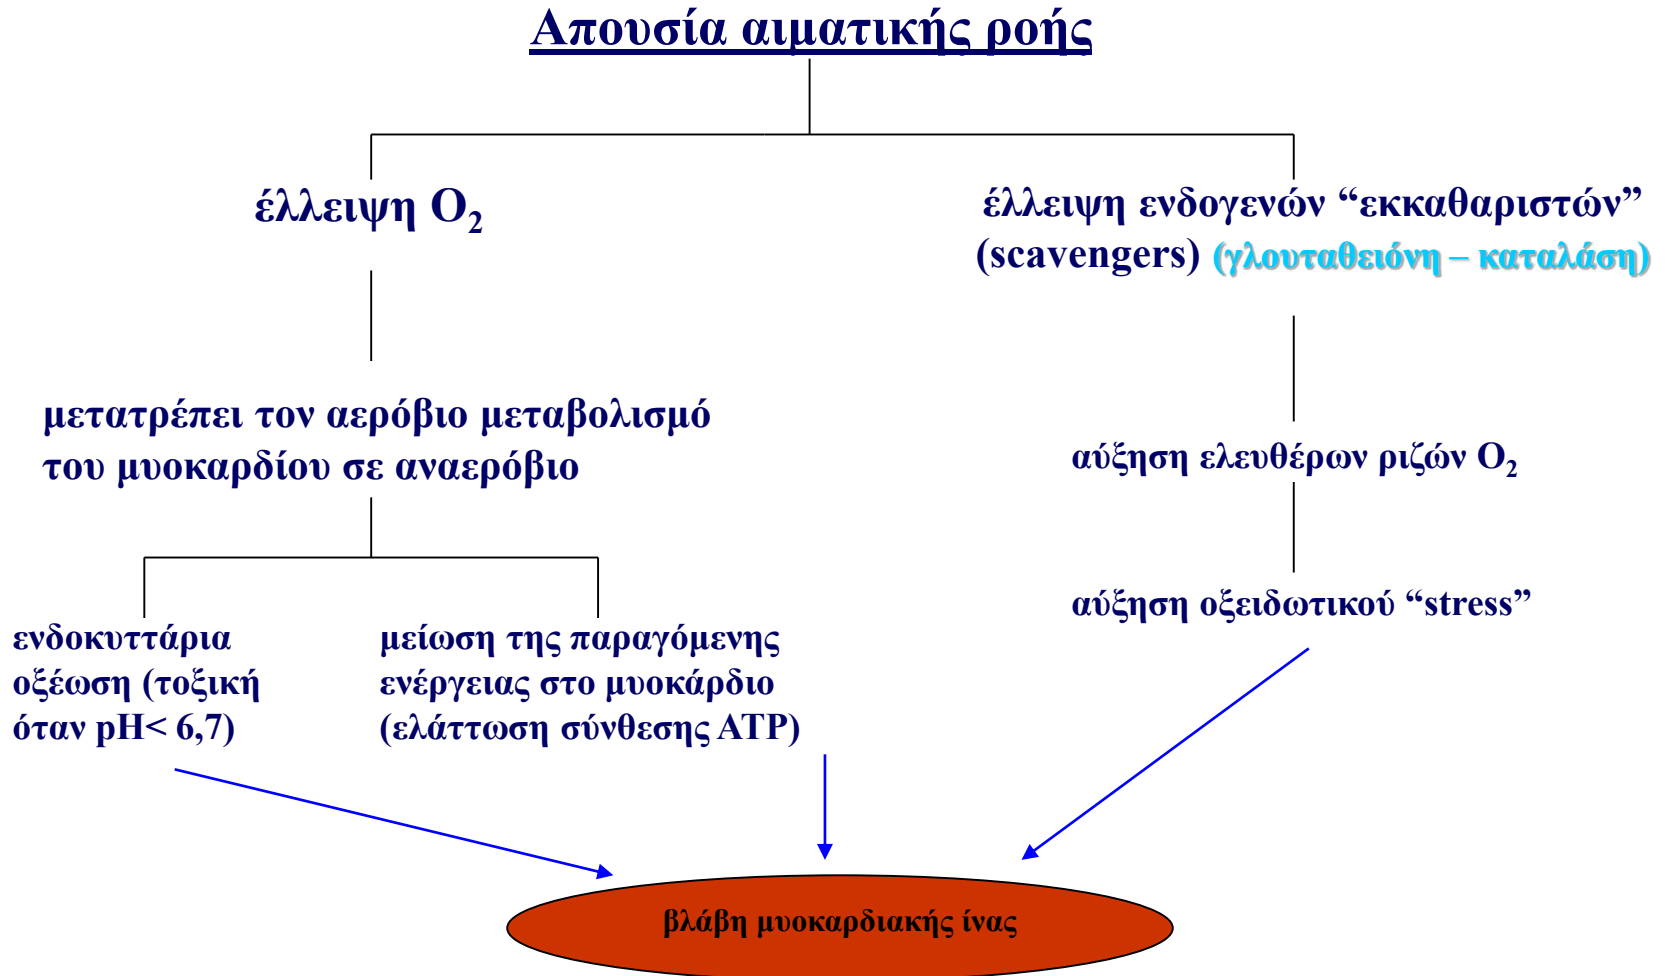 Απουσία αιματικής ροής
έλλειψη O₂
έλλειψη ενδογενών “εκκαθαριστών”
(scavengers) (γλουταθειόνη – καταλάση)
μετατρέπει τον αερόβιο μεταβολισμό
του μυοκαρδίου σε αναερόβιο
αύξηση ελευθέρων ριζών O₂
αύξηση οξειδωτικού “stress”
ενδοκυττάρια
οξέωση (τοξική
όταν pH< 6,7)
μείωση της παραγόμενης
ενέργειας στο μυοκάρδιο
(ελάττωση σύνθεσης ATP)
βλάβη μυοκαρδιακής ίνας